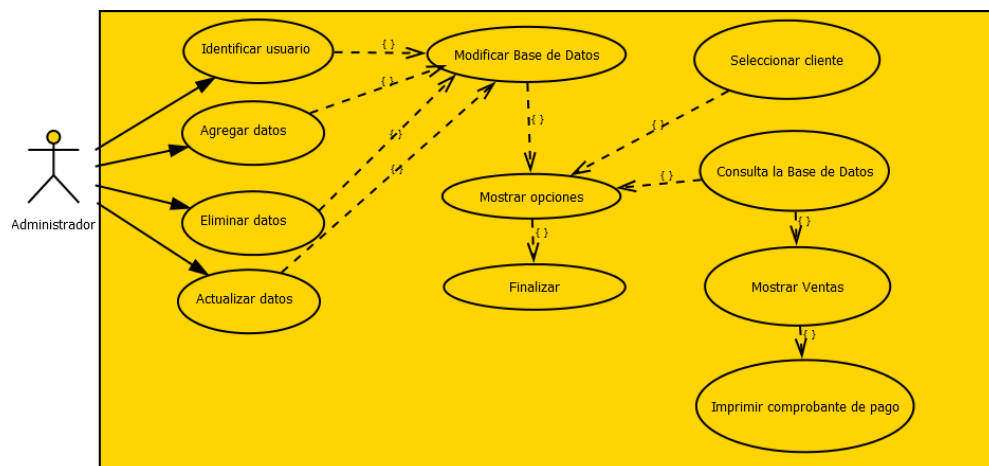 Identificar usuario
{ }
Modificar Base de Datos
Seleccionar cliente
{ }
Agregar datos
{ }
{ }
{ }
Administrador
Eliminar datos
{ }
Mostrar opciones
{ }
Consulta la Base de Datos
{ }
{ }
Actualizar datos
Finalizar
Mostrar Ventas
{ }
Imprimir comprobante de pago